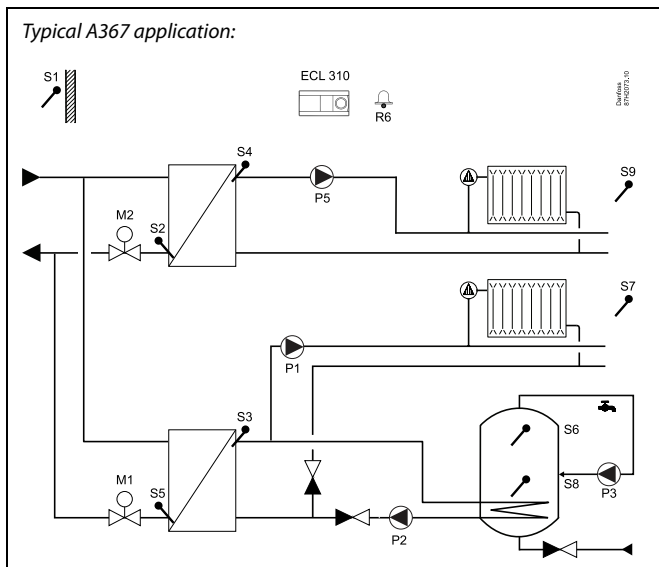 Typical A367 application:
S1
ECL 310
R6
Danfoss
87H2073.10
S4
P5
S9
M2
S2
S7
P1
S3
S6
M1
S5
P2
S8
P3